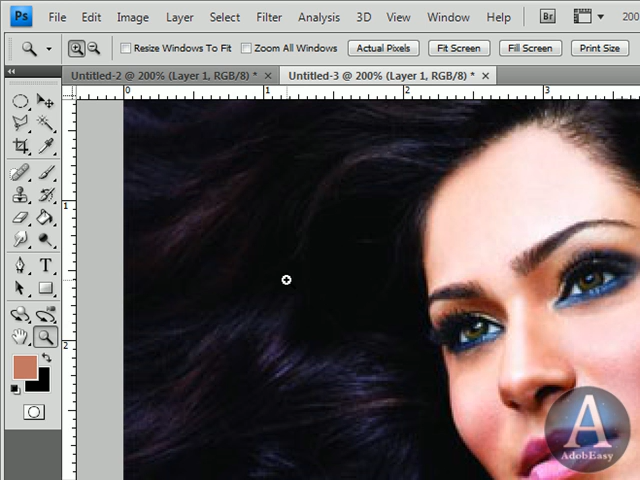 Ps File Edit Image Layer Select Filter Analysis 3D View Window Help Br 200
Resize Windows To Fit Zoom All Windows Actual Pixels Fit Screen Fill Screen Print Size
Untitled-2 @ 200% (Layer 1, RGB/8) * × Untitled-3 @ 200% (Layer 1, RGB/8) * ×
0 1 2 3
1
T
2
A
AdobEasy